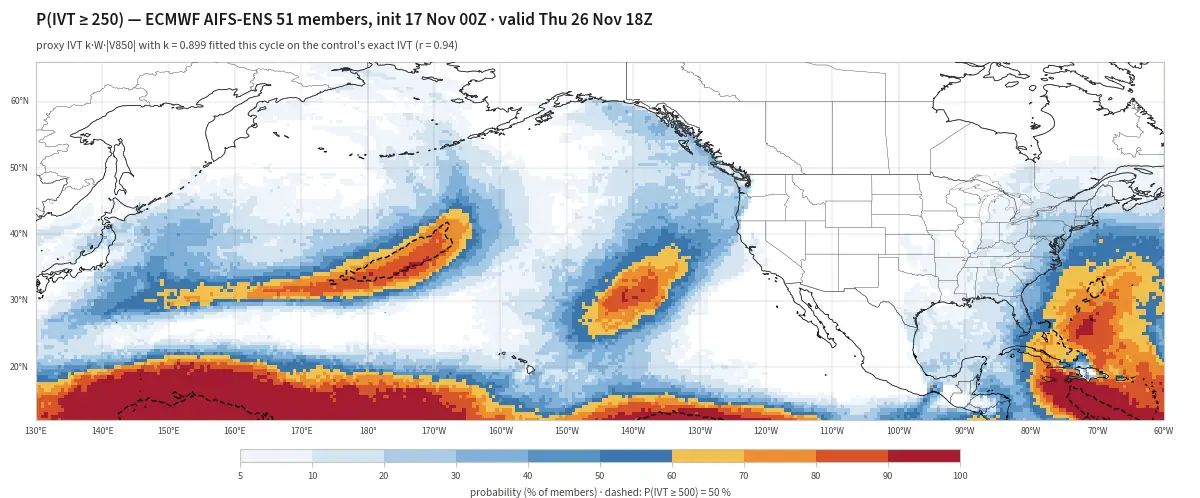 P(IVT ≥ 250) — ECMWF AIFS-ENS 51 members, init 17 Nov 00Z · valid Thu 26 Nov 18Z
proxy IVT k·W·|V850| with k = 0.899 fitted this cycle on the control's exact IVT (r = 0.94)
60°N
50°N
40°N
30°N
20°N
130°E 140°E 150°E 160°E 170°E 180° 170°W 160°W 150°W 140°W 130°W 120°W 110°W 100°W 90°W 80°W 70°W 60°W
5 10 20 30 40 50 60 70 80 90 100
probability (% of members) · dashed: P(IVT ≥ 500) = 50 %